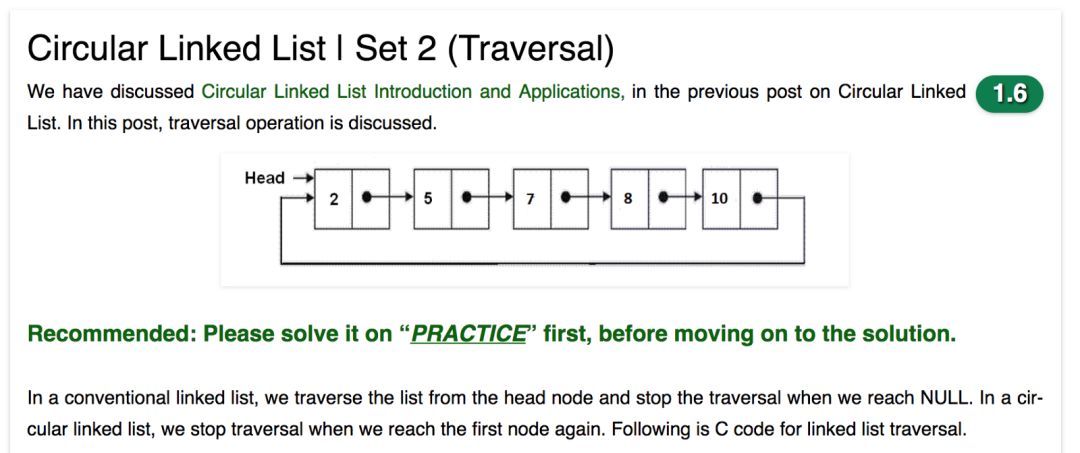 Circular Linked List | Set 2 (Traversal)
We have discussed Circular Linked List Introduction and Applications, in the previous post on Circular Linked
1.6
List. In this post, traversal operation is discussed.
Head
2 5 7 8 10
Recommended: Please solve it on “PRACTICE” first, before moving on to the solution.
In a conventional linked list, we traverse the list from the head node and stop the traversal when we reach NULL. In a cir-
cular linked list, we stop traversal when we reach the first node again. Following is C code for linked list traversal.